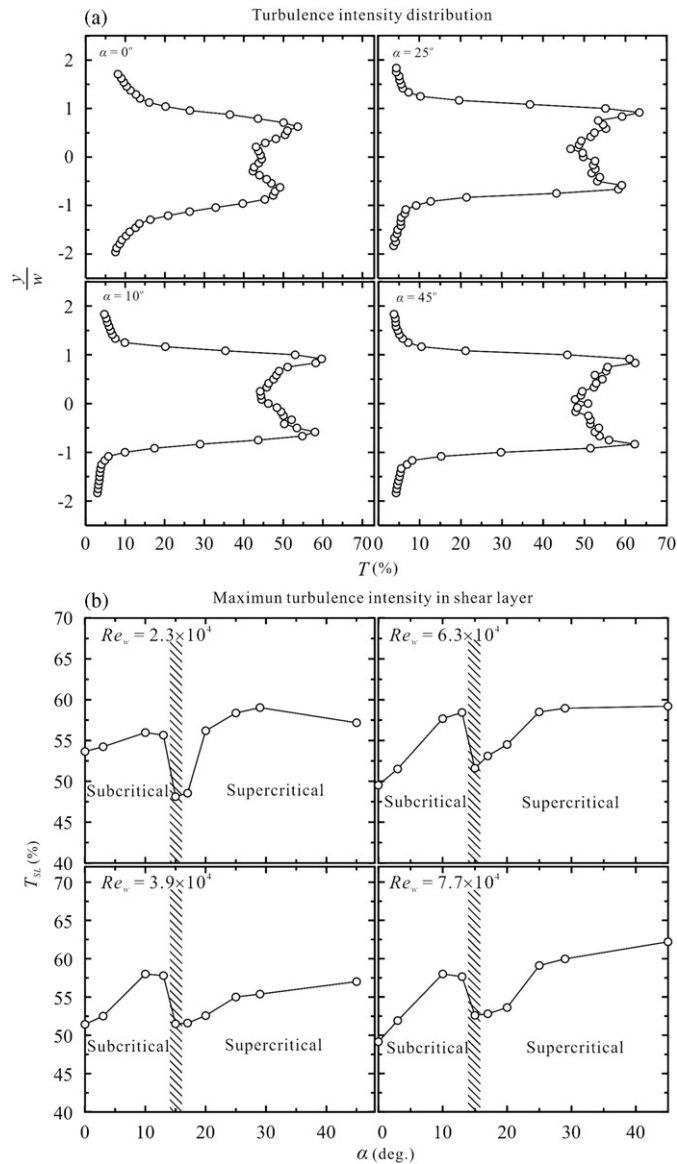 (a) Turbulence intensity distribution
α = 0°
α = 25°
2
1
0
-1
-2
y/w
α = 10°
α = 45°
2
1
0
-1
-2
0 10 20 30 40 50 60 70 0 10 20 30 40 50 60 70
T (%)
(b) Maximun turbulence intensity in shear layer
70
65
60
55
50
45
40
Re_w = 2.3×10^4
Subcritical Supercritical
Re_w = 6.3×10^4
Subcritical Supercritical
T_SL (%)
70
65
60
55
50
45
40
Re_w = 3.9×10^4
Subcritical Supercritical
Re_w = 7.7×10^4
Subcritical Supercritical
0 10 20 30 40 0 10 20 30 40
α (deg.)